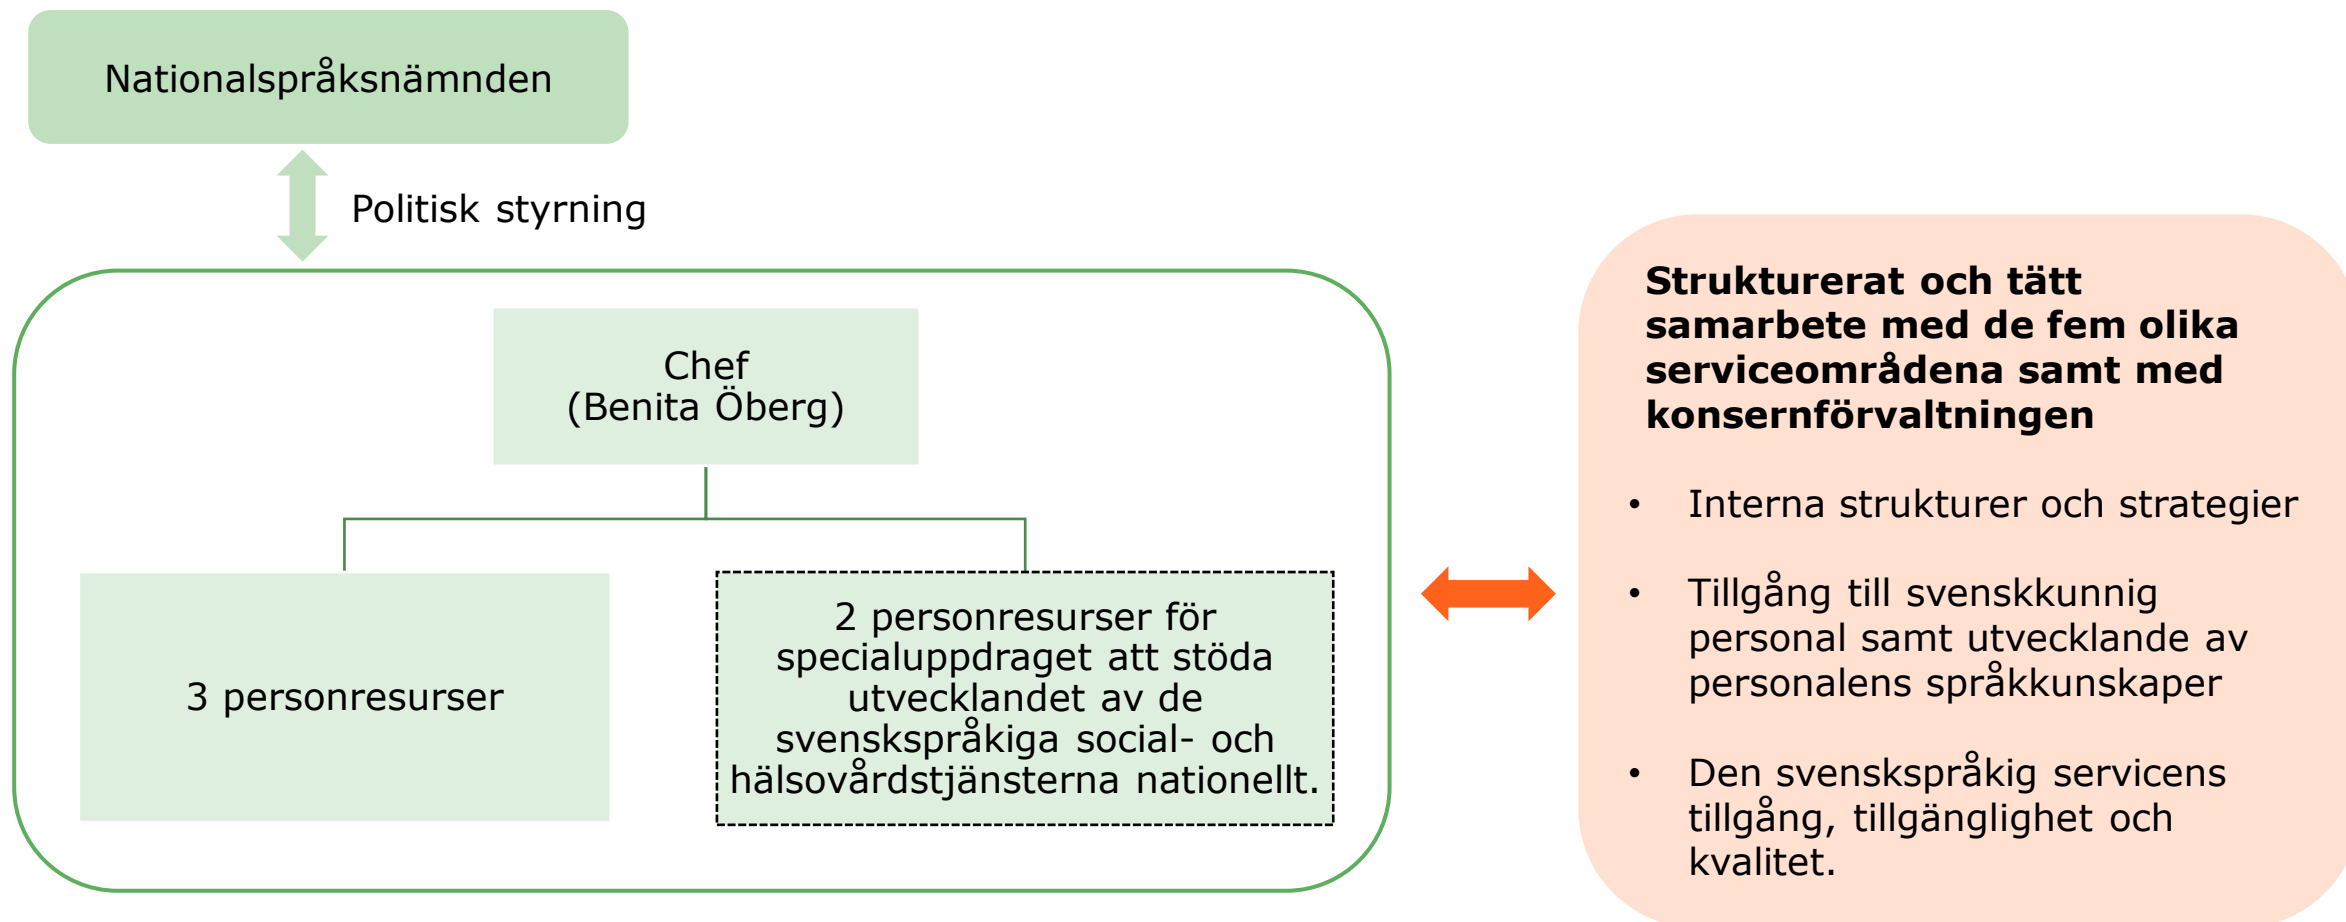 Nationalspråksnämnden
Politisk styrning
Chef
(Benita Öberg)
3 personresurser
2 personresurser för
specialuppdraget att stöda
utvecklandet av de
svenskspråkiga social- och
hälsovårdstjänsterna nationellt.
Strukturerat och tätt
samarbete med de fem olika
serviceområdena samt med
konsernförvaltningen
• Interna strukturer och strategier
• Tillgång till svenskkunnig
personal samt utvecklande av
personalens språkkunskaper
• Den svenskspråkig servicens
tillgång, tillgänglighet och
kvalitet.